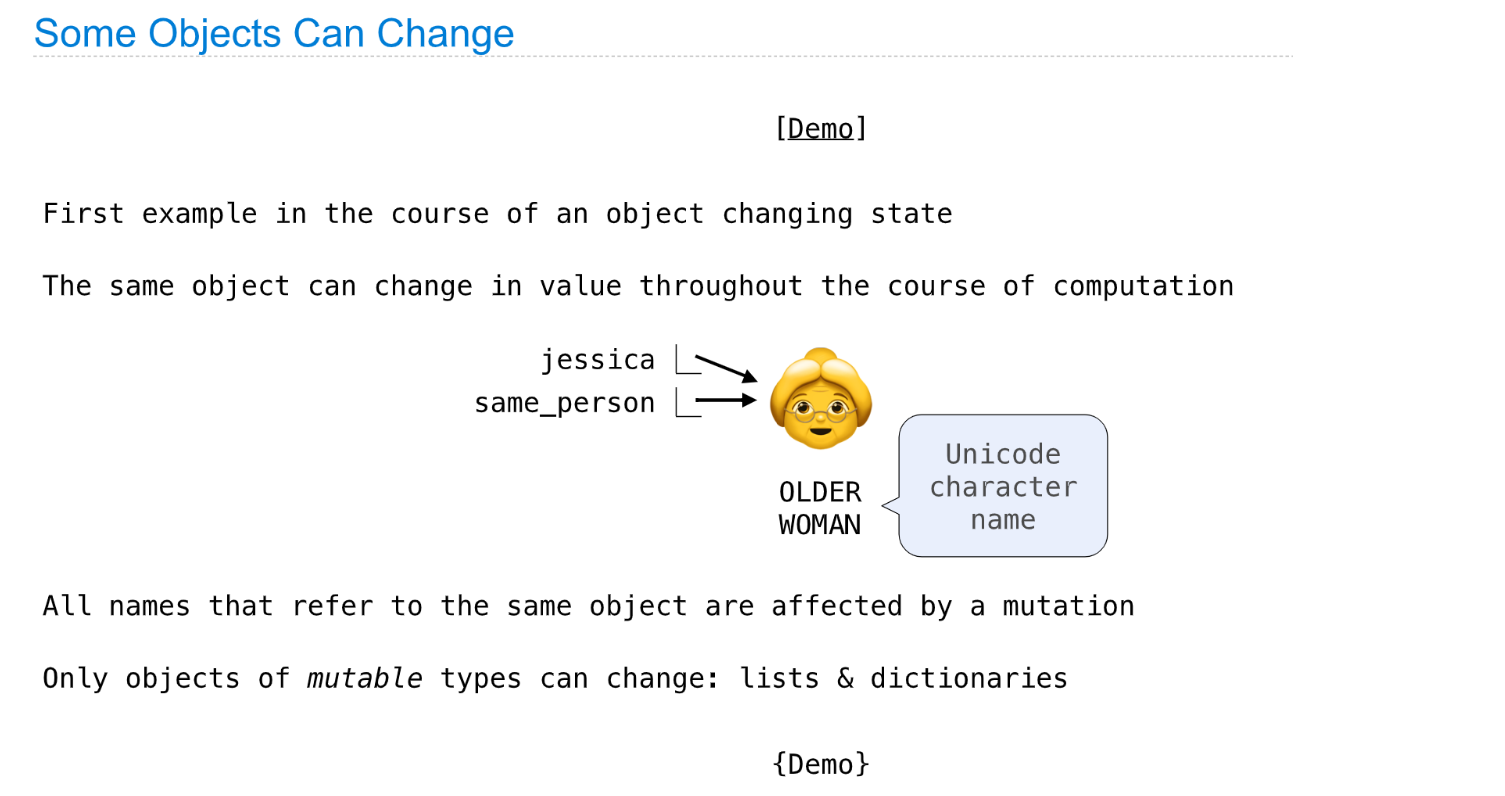 Some Objects Can Change
[Demo]
First example in the course of an object changing state
The same object can change in value throughout the course of computation
jessica
same_person
OLDER
WOMAN
Unicode
character
name
All names that refer to the same object are affected by a mutation
Only objects of mutable types can change: lists & dictionaries
{Demo}